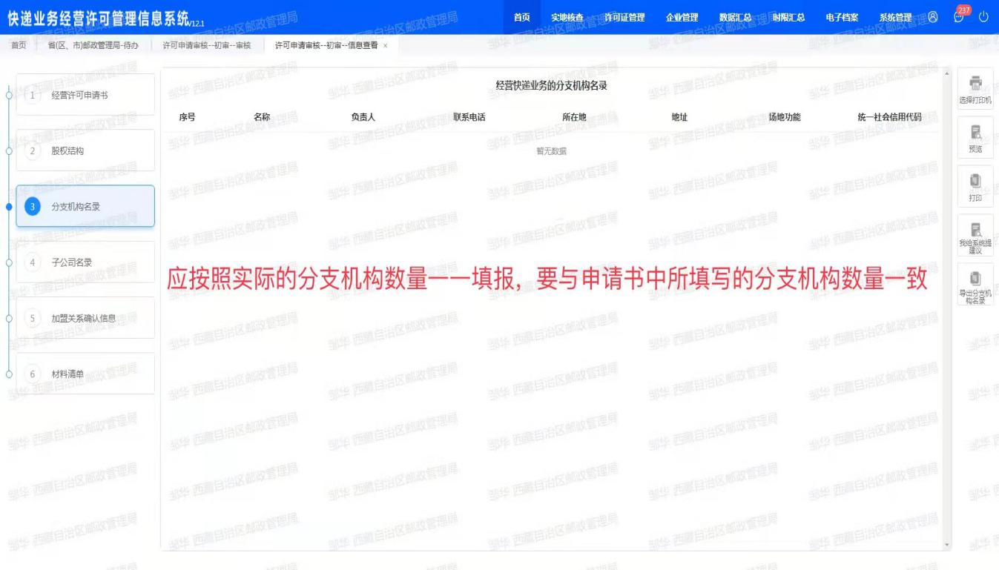 快递业务经营许可管理信息系统V12.1
首页 实地核查 许可证管理 企业管理 数据汇总 时限汇总 电子档案 系统管理 237
首页 省(区、市)邮政管理局-待办 许可申请审核--初审--审核 许可申请审核--初审--信息查看 ×
1 经营许可申请书
2 股权结构
3 分支机构名录
4 子公司名录
5 加盟关系确认信息
6 材料清单
经营快递业务的分支机构名录
序号 名称 负责人 联系电话 所在地 地址 场地功能 统一社会信用代码
暂无数据
应按照实际的分支机构数量一一填报，要与申请书中所填写的分支机构数量一致
选择打印机
预览
打印
我给系统提
建议
导出分支机
构名录
邹华 西藏自治区邮政管理局